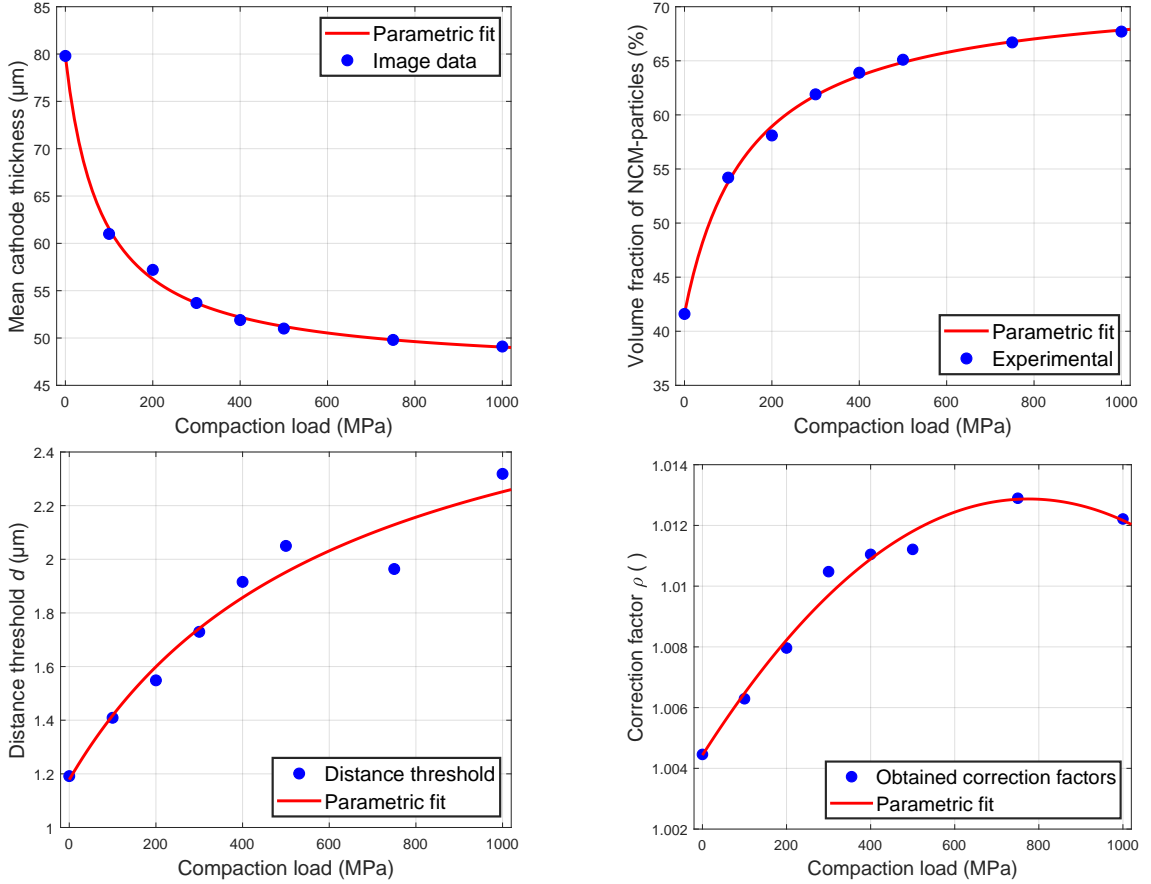 85
80
75
70
65
60
55
50
45
Mean cathode thickness (μm)
Parametric fit
Image data
0 200 400 600 800 1000
Compaction load (MPa)
70
65
60
55
50
45
40
35
Volume fraction of NCM-particles (%)
Parametric fit
Experimental
0 200 400 600 800 1000
Compaction load (MPa)
2.4
2.2
2
1.8
1.6
1.4
1.2
1
Distance threshold d (μm)
Distance threshold
Parametric fit
0 200 400 600 800 1000
Compaction load (MPa)
1.014
1.012
1.01
1.008
1.006
1.004
1.002
Correction factor ρ ( )
Obtained correction factors
Parametric fit
0 200 400 600 800 1000
Compaction load (MPa)